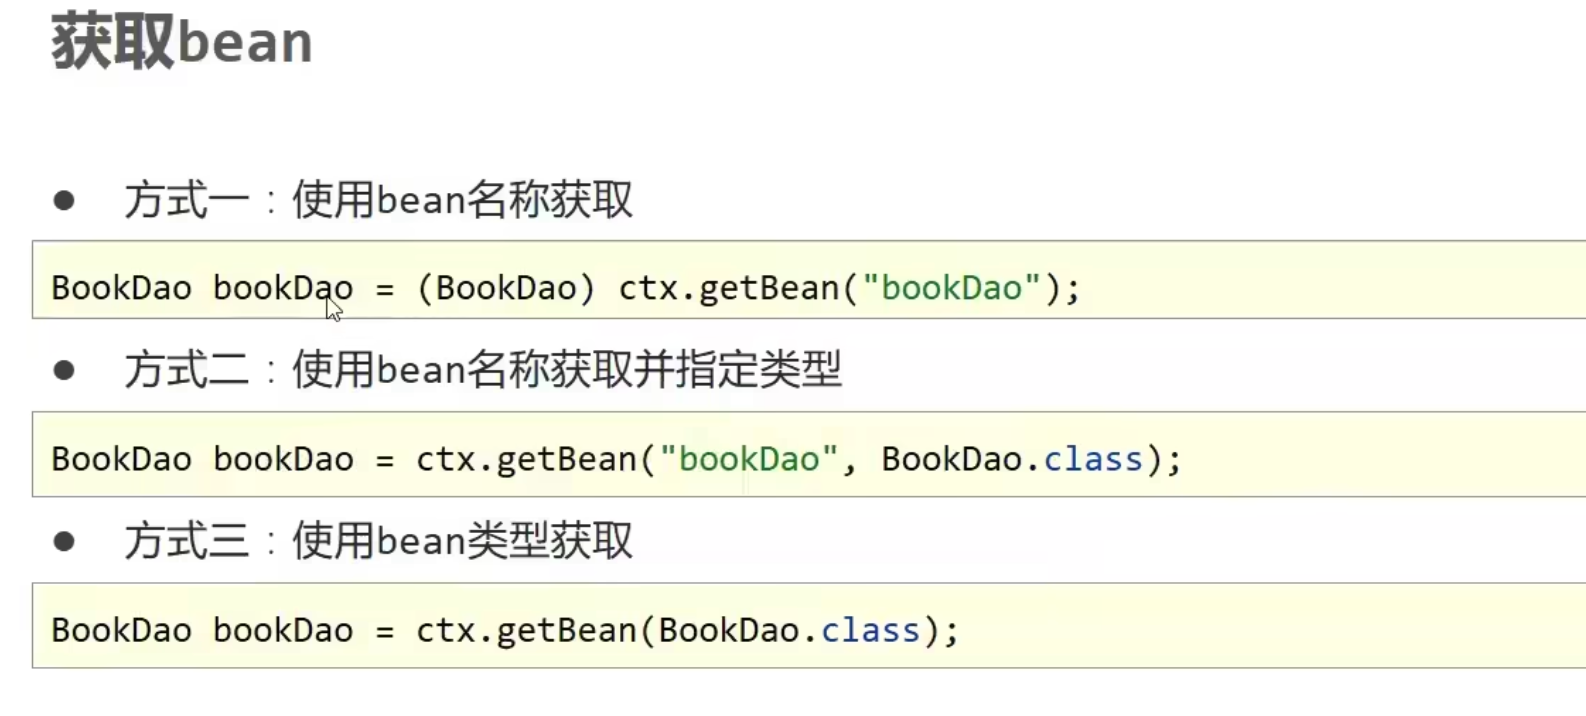 获取bean
● 方式一：使用bean名称获取
BookDao bookDao = (BookDao) ctx.getBean("bookDao");
● 方式二：使用bean名称获取并指定类型
BookDao bookDao = ctx.getBean("bookDao", BookDao.class);
● 方式三：使用bean类型获取
BookDao bookDao = ctx.getBean(BookDao.class);